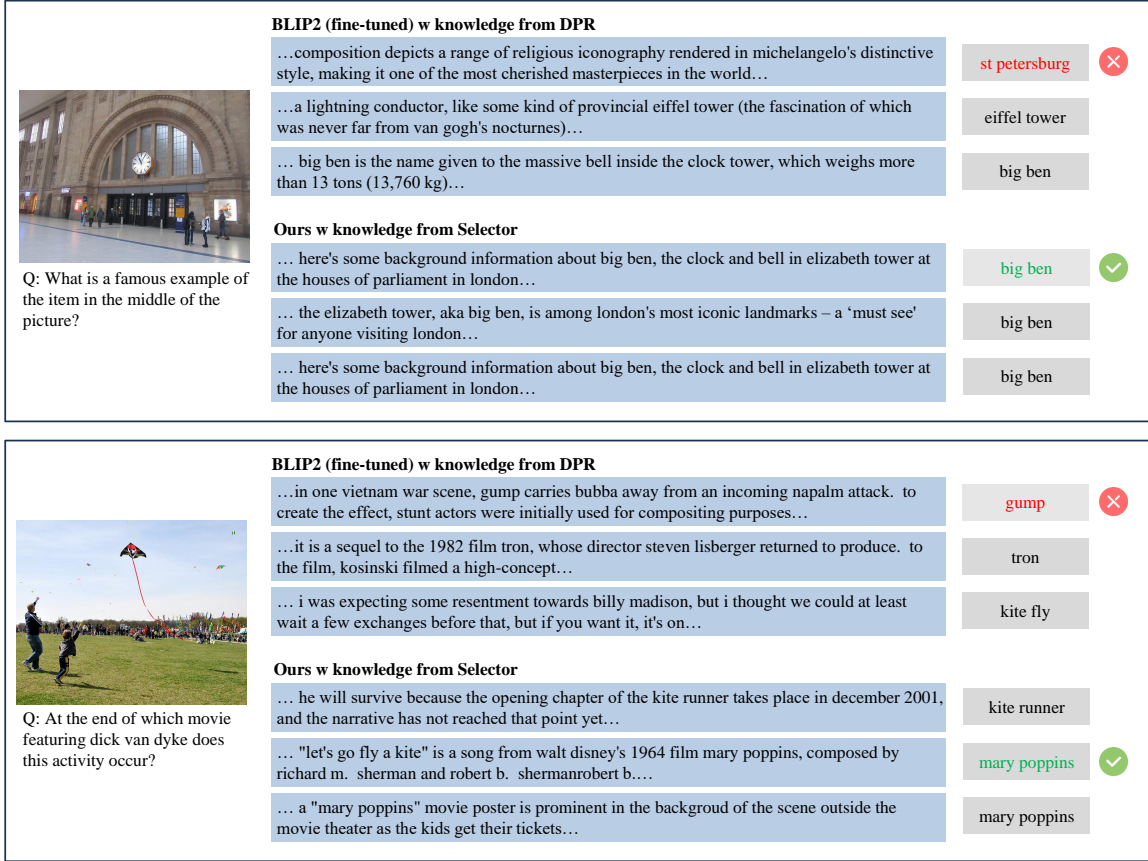 BLIP2 (fine-tuned) w knowledge from DPR
…composition depicts a range of religious iconography rendered in michelangelo's distinctive
style, making it one of the most cherished masterpieces in the world…
st petersburg
…a lightning conductor, like some kind of provincial eiffel tower (the fascination of which
was never far from van gogh's nocturnes)…
eiffel tower
… big ben is the name given to the massive bell inside the clock tower, which weighs more
than 13 tons (13,760 kg)…
big ben
Q: What is a famous example of
the item in the middle of the
picture?
Ours w knowledge from Selector
… here's some background information about big ben, the clock and bell in elizabeth tower at
the houses of parliament in london…
big ben
… the elizabeth tower, aka big ben, is among london's most iconic landmarks – a ‘must see'
for anyone visiting london…
big ben
… here's some background information about big ben, the clock and bell in elizabeth tower at
the houses of parliament in london…
big ben
BLIP2 (fine-tuned) w knowledge from DPR
…in one vietnam war scene, gump carries bubba away from an incoming napalm attack.  to
create the effect, stunt actors were initially used for compositing purposes…
gump
…it is a sequel to the 1982 film tron, whose director steven lisberger returned to produce.  to
the film, kosinski filmed a high-concept…
tron
… i was expecting some resentment towards billy madison, but i thought we could at least
wait a few exchanges before that, but if you want it, it's on…
kite fly
Q: At the end of which movie
featuring dick van dyke does
this activity occur?
Ours w knowledge from Selector
… he will survive because the opening chapter of the kite runner takes place in december 2001,
and the narrative has not reached that point yet…
kite runner
… "let's go fly a kite" is a song from walt disney's 1964 film mary poppins, composed by
richard m.  sherman and robert b.  shermanrobert b.…
mary poppins
… a "mary poppins" movie poster is prominent in the backgroud of the scene outside the
movie theater as the kids get their tickets…
mary poppins